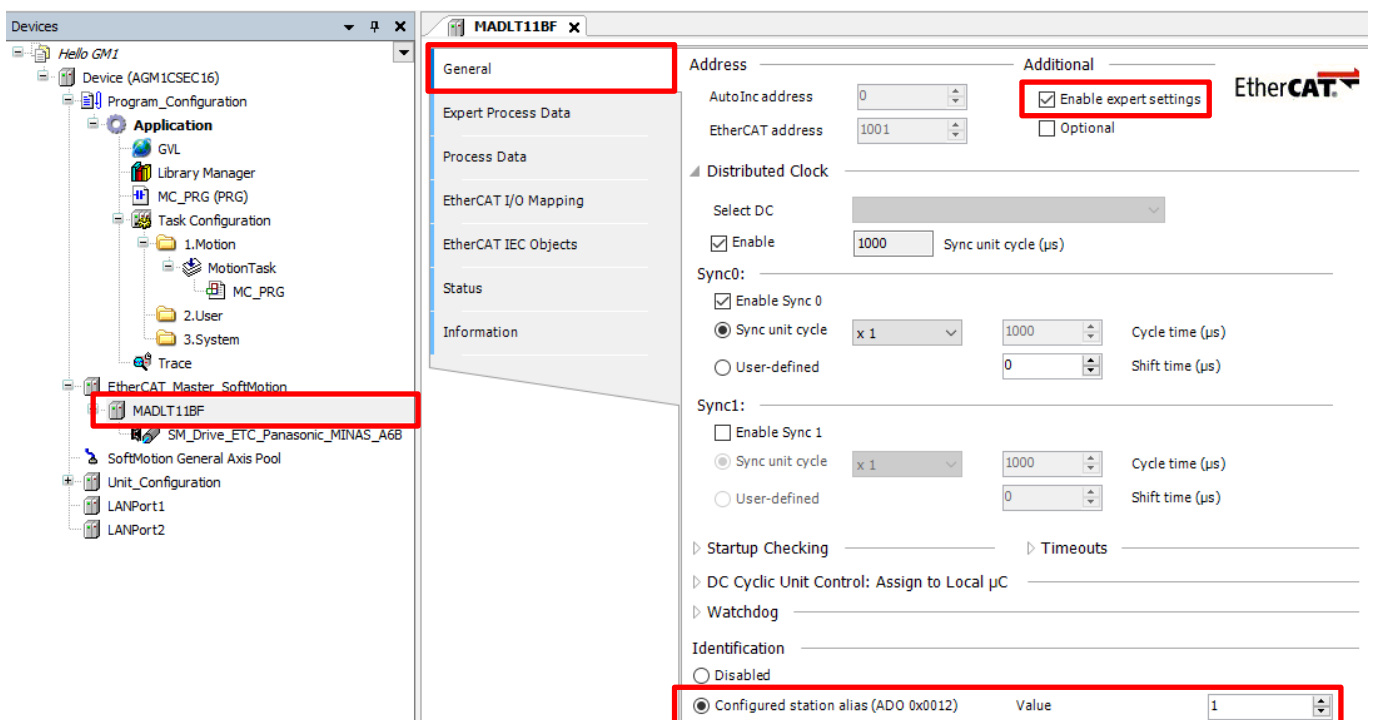 Devices
Hello GM1
Device (AGM1CSEC16)
Program_Configuration
Application
GVL
Library Manager
MC_PRG (PRG)
Task Configuration
1.Motion
MotionTask
MC_PRG
2.User
3.System
Trace
EtherCAT_Master_SoftMotion
MADLT11BF
SM_Drive_ETC_Panasonic_MINAS_A6B
SoftMotion General Axis Pool
Unit_Configuration
LANPort1
LANPort2
MADLT11BF
General
Expert Process Data
Process Data
EtherCAT I/O Mapping
EtherCAT IEC Objects
Status
Information
Address
AutoInc address 0
EtherCAT address 1001
Additional
Enable expert settings
Optional
EtherCAT.
Distributed Clock
Select DC
Enable 1000 Sync unit cycle (µs)
Sync0:
Enable Sync 0
Sync unit cycle x 1 1000 Cycle time (µs)
User-defined 0 Shift time (µs)
Sync1:
Enable Sync 1
Sync unit cycle x 1 1000 Cycle time (µs)
User-defined 0 Shift time (µs)
Startup Checking Timeouts
DC Cyclic Unit Control: Assign to Local µC
Watchdog
Identification
Disabled
Configured station alias (ADO 0x0012) Value 1